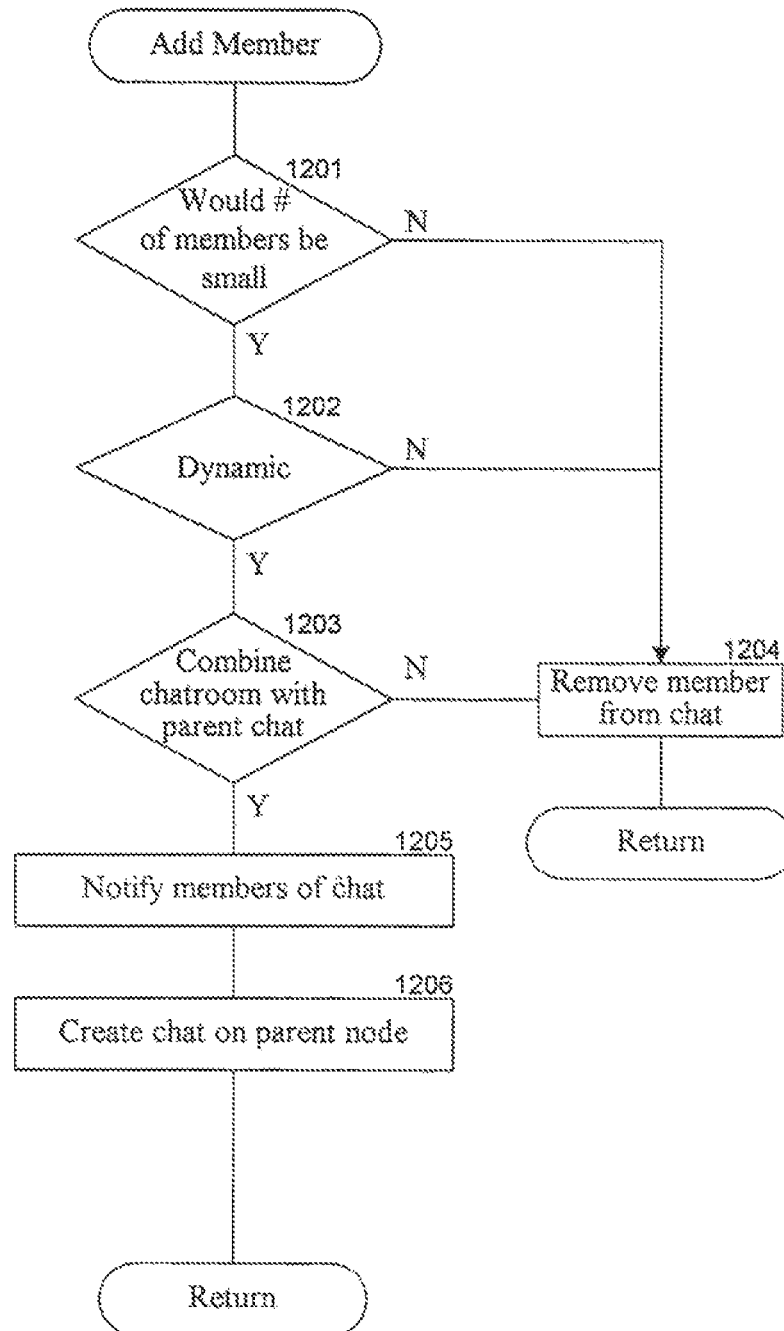 Add Member
1201
Would #
of members be
small
N
Y
1202
Dynamic
N
Y
1203
Combine
chatroom with
parent chat
N
Y
1204
Remove member
from chat
Return
1205
Notify members of chat
1206
Create chat on parent node
Return